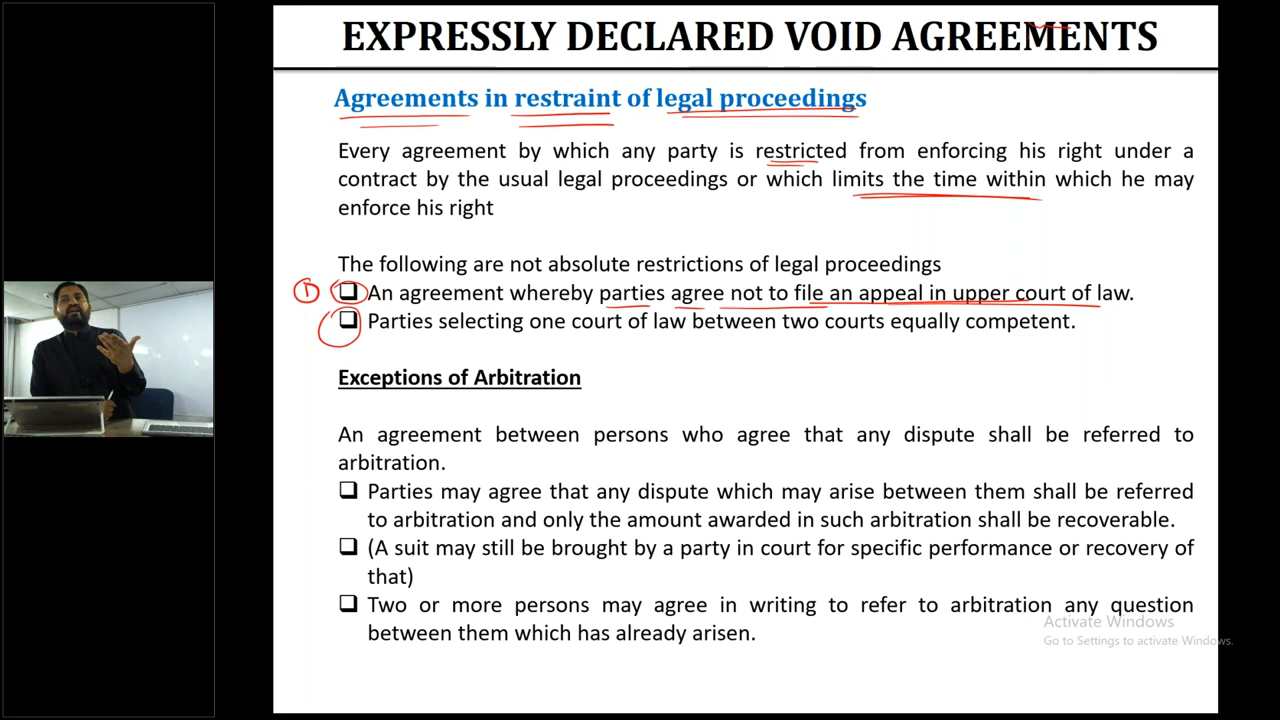 EXPRESSLY DECLARED VOID AGREEMENTS
Agreements in restraint of legal proceedings
Every agreement by which any party is restricted from enforcing his right under a
contract by the usual legal proceedings or which limits the time within which he may
enforce his right
The following are not absolute restrictions of legal proceedings
① ❑ An agreement whereby parties agree not to file an appeal in upper court of law.
❑ Parties selecting one court of law between two courts equally competent.
Exceptions of Arbitration
An agreement between persons who agree that any dispute shall be referred to
arbitration.
❑ Parties may agree that any dispute which may arise between them shall be referred
to arbitration and only the amount awarded in such arbitration shall be recoverable.
❑ (A suit may still be brought by a party in court for specific performance or recovery of
that)
❑ Two or more persons may agree in writing to refer to arbitration any question
between them which has already arisen.
Activate Windows
Go to Settings to activate Windows.